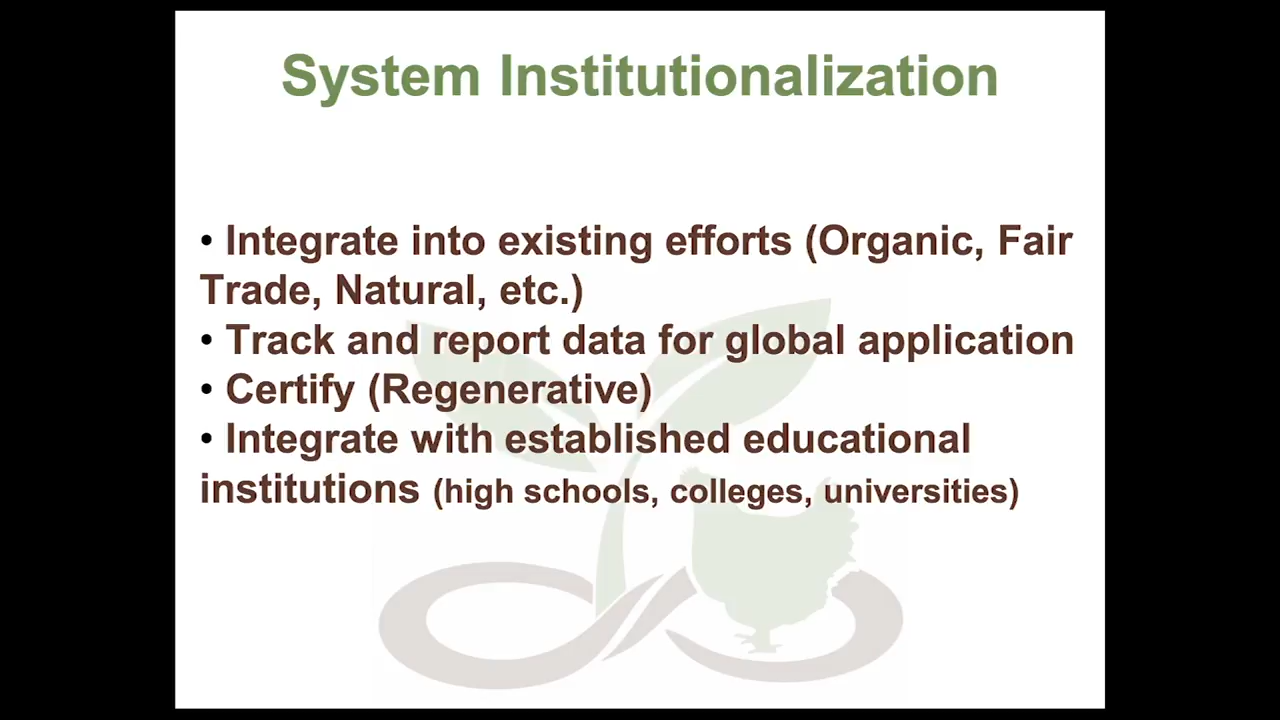 System Institutionalization
• Integrate into existing efforts (Organic, Fair
Trade, Natural, etc.)
• Track and report data for global application
• Certify (Regenerative)
• Integrate with established educational
institutions (high schools, colleges, universities)